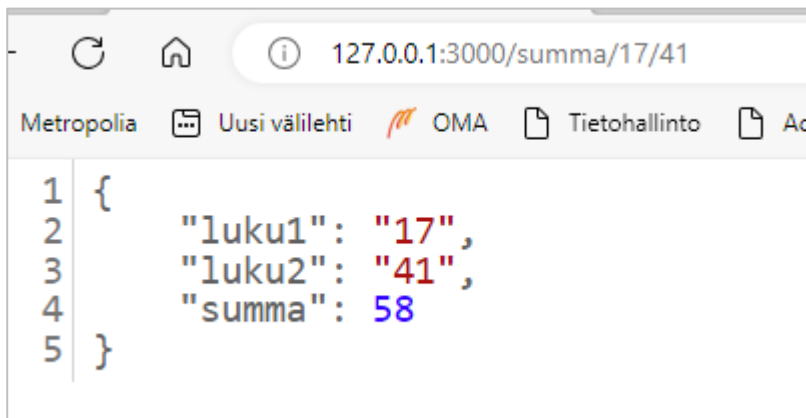 127.0.0.1:3000/summa/17/41
Metropolia Uusi välilehti OMA Tietohallinto
1 {
2 "luku1": "17",
3 "luku2": "41",
4 "summa": 58
5 }